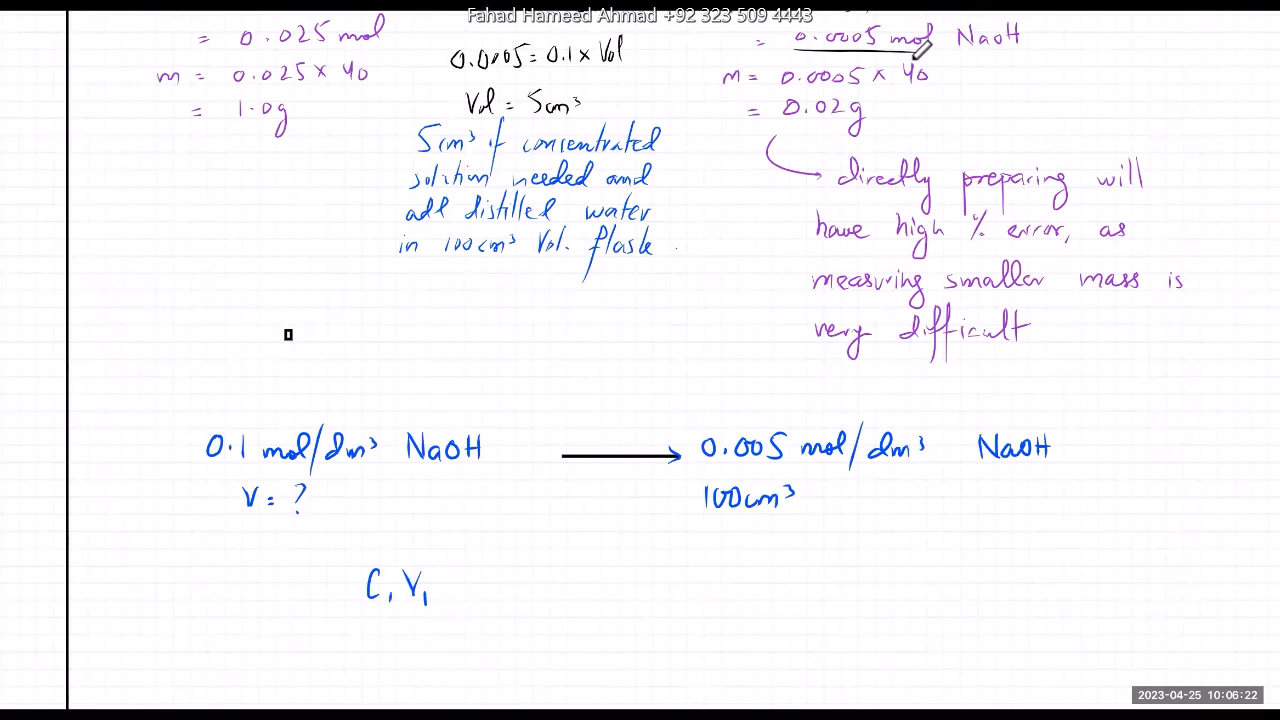 Fahad Hameed Ahmad +92 323 509 4443
= 0.025 mol
m = 0.025 × 40
= 1.0g
0.0005 = 0.1 × Vol
Vol = 5cm³
5cm³ of concentrated
solution needed and
add distilled water
in 100cm³ Vol. flask.
= 0.0005 mol NaOH
m = 0.0005 × 40
= 0.02g
→ directly preparing will
have high % error, as
measuring smaller mass is
very difficult
0.1 mol/dm³ NaOH → 0.005 mol/dm³ NaOH
V = ? 100cm³
C₁V₁
2023-04-25 10:06:22